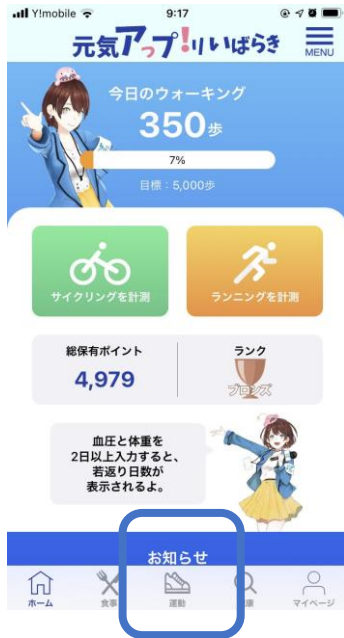 Y!mobile 9:17
元気アップ!リいばらき
MENU
今日のウォーキング
350歩
7%
目標:5,000歩
サイクリングを計測
ランニングを計測
総保有ポイント
4,979
ランク
ブロンズ
血圧と体重を
2日以上入力すると、
若返り日数が
表示されるよ。
お知らせ
ホーム
食事
運動
マイページ